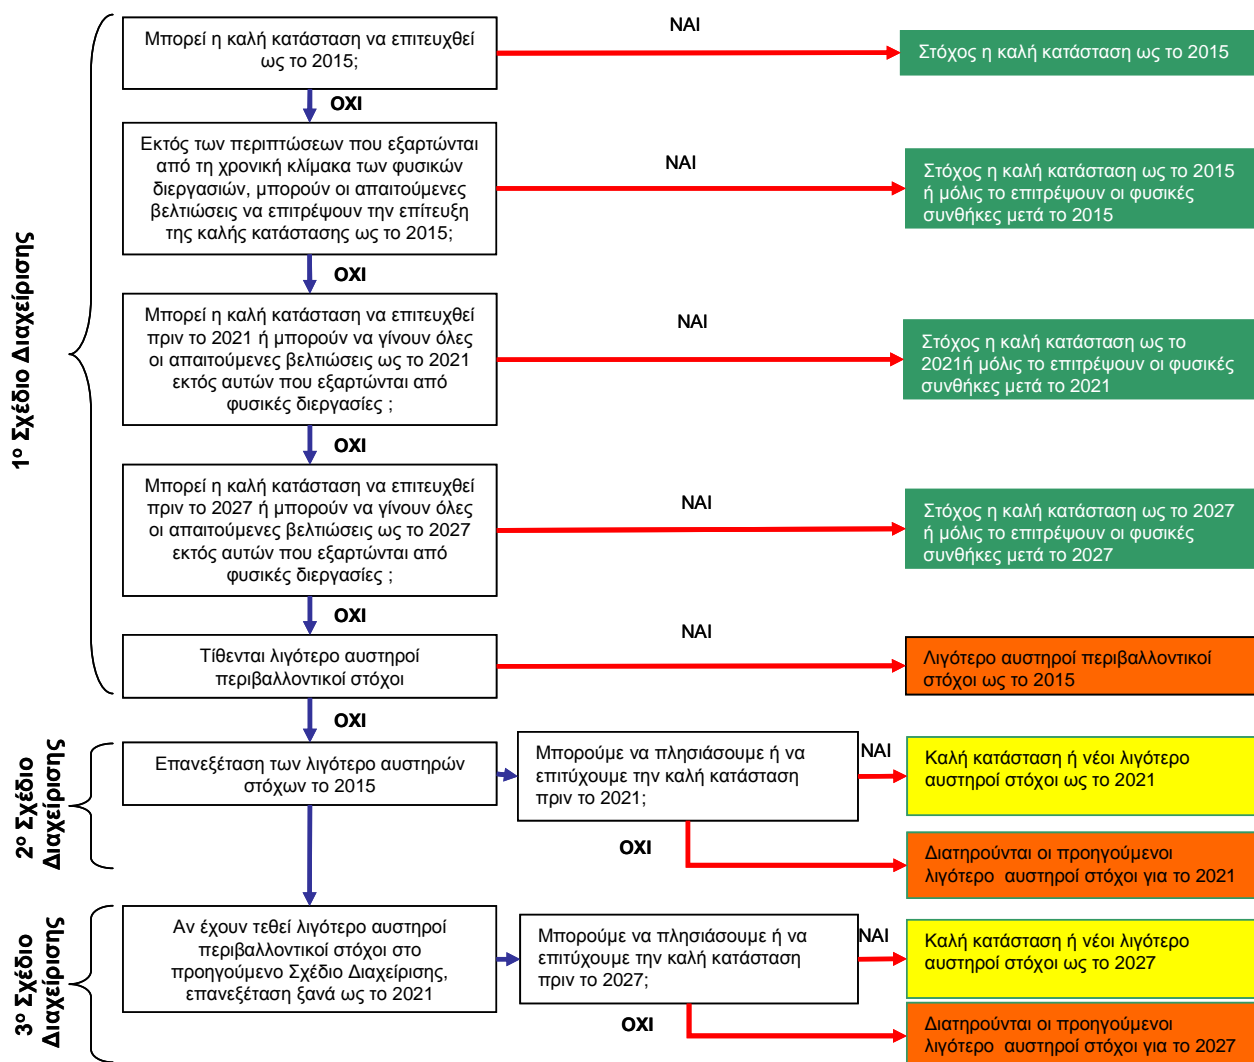 1º Σχέδιο Διαχείρισης
Μπορεί η καλή κατάσταση να επιτευχθεί
ως το 2015;
ΝΑΙ
Στόχος η καλή κατάσταση ως το 2015
ΟΧΙ
Εκτός των περιπτώσεων που εξαρτώνται
από τη χρονική κλίμακα των φυσικών
διεργασιών, μπορούν οι απαιτούμενες
βελτιώσεις να επιτρέψουν την επίτευξη
της καλής κατάστασης ως το 2015;
ΝΑΙ
Στόχος η καλή κατάσταση ως το 2015
ή μόλις το επιτρέψουν οι φυσικές
συνθήκες μετά το 2015
ΟΧΙ
Μπορεί η καλή κατάσταση να επιτευχθεί
πριν το 2021 ή μπορούν να γίνουν όλες
οι απαιτούμενες βελτιώσεις ως το 2021
εκτός αυτών που εξαρτώνται από
φυσικές διεργασίες ;
ΝΑΙ
Στόχος η καλή κατάσταση ως το
2021ή μόλις το επιτρέψουν οι φυσικές
συνθήκες μετά το 2021
ΟΧΙ
Μπορεί η καλή κατάσταση να επιτευχθεί
πριν το 2027 ή μπορούν να γίνουν όλες
οι απαιτούμενες βελτιώσεις ως το 2027
εκτός αυτών που εξαρτώνται από
φυσικές διεργασίες ;
ΝΑΙ
Στόχος η καλή κατάσταση ως το 2027
ή μόλις το επιτρέψουν οι φυσικές
συνθήκες μετά το 2027
ΟΧΙ
Τίθενται λιγότερο αυστηροί
περιβαλλοντικοί στόχοι
ΝΑΙ
Λιγότερο αυστηροί περιβαλλοντικοί
στόχοι ως το 2015
ΟΧΙ
2º Σχέδιο
Διαχείρισης
Επανεξέταση των λιγότερο αυστηρών
στόχων το 2015
Μπορούμε να πλησιάσουμε ή να
επιτύχουμε την καλή κατάσταση
πριν το 2021;
ΝΑΙ
Καλή κατάσταση ή νέοι λιγότερο
αυστηροί στόχοι ως το 2021
ΟΧΙ
Διατηρούνται οι προηγούμενοι
λιγότερο αυστηροί στόχοι για το 2021
3º Σχέδιο
Διαχείρισης
Αν έχουν τεθεί λιγότερο αυστηροί
περιβαλλοντικοί στόχοι στο
προηγούμενο Σχέδιο Διαχείρισης,
επανεξέταση ξανά ως το 2021
Μπορούμε να πλησιάσουμε ή να
επιτύχουμε την καλή κατάσταση
πριν το 2027;
ΝΑΙ
Καλή κατάσταση ή νέοι λιγότερο
αυστηροί στόχοι ως το 2027
ΟΧΙ
Διατηρούνται οι προηγούμενοι
λιγότερο αυστηροί στόχοι για το 2027